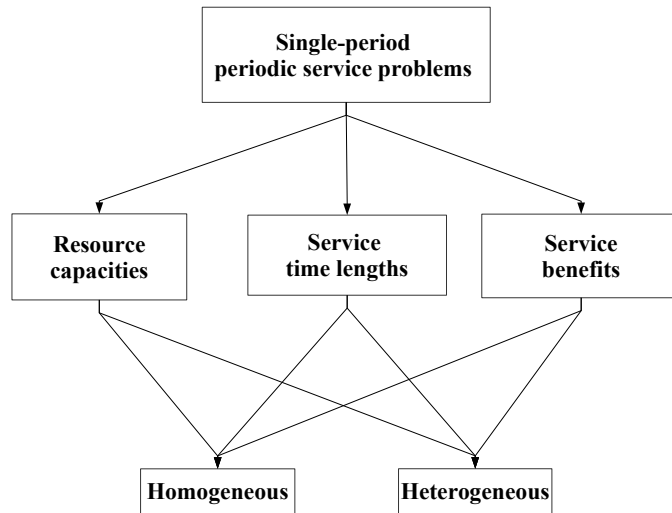 Single-period
periodic service problems
Resource
capacities
Service
time lengths
Service
benefits
Homogeneous
Heterogeneous